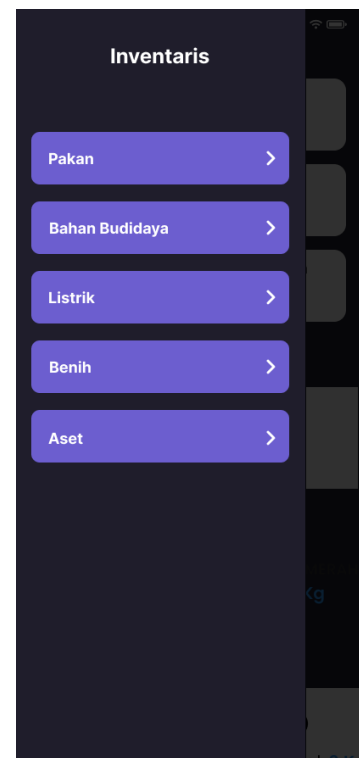 Inventaris
Pakan
Bahan Budidaya
Listrik
Benih
Aset
Kg